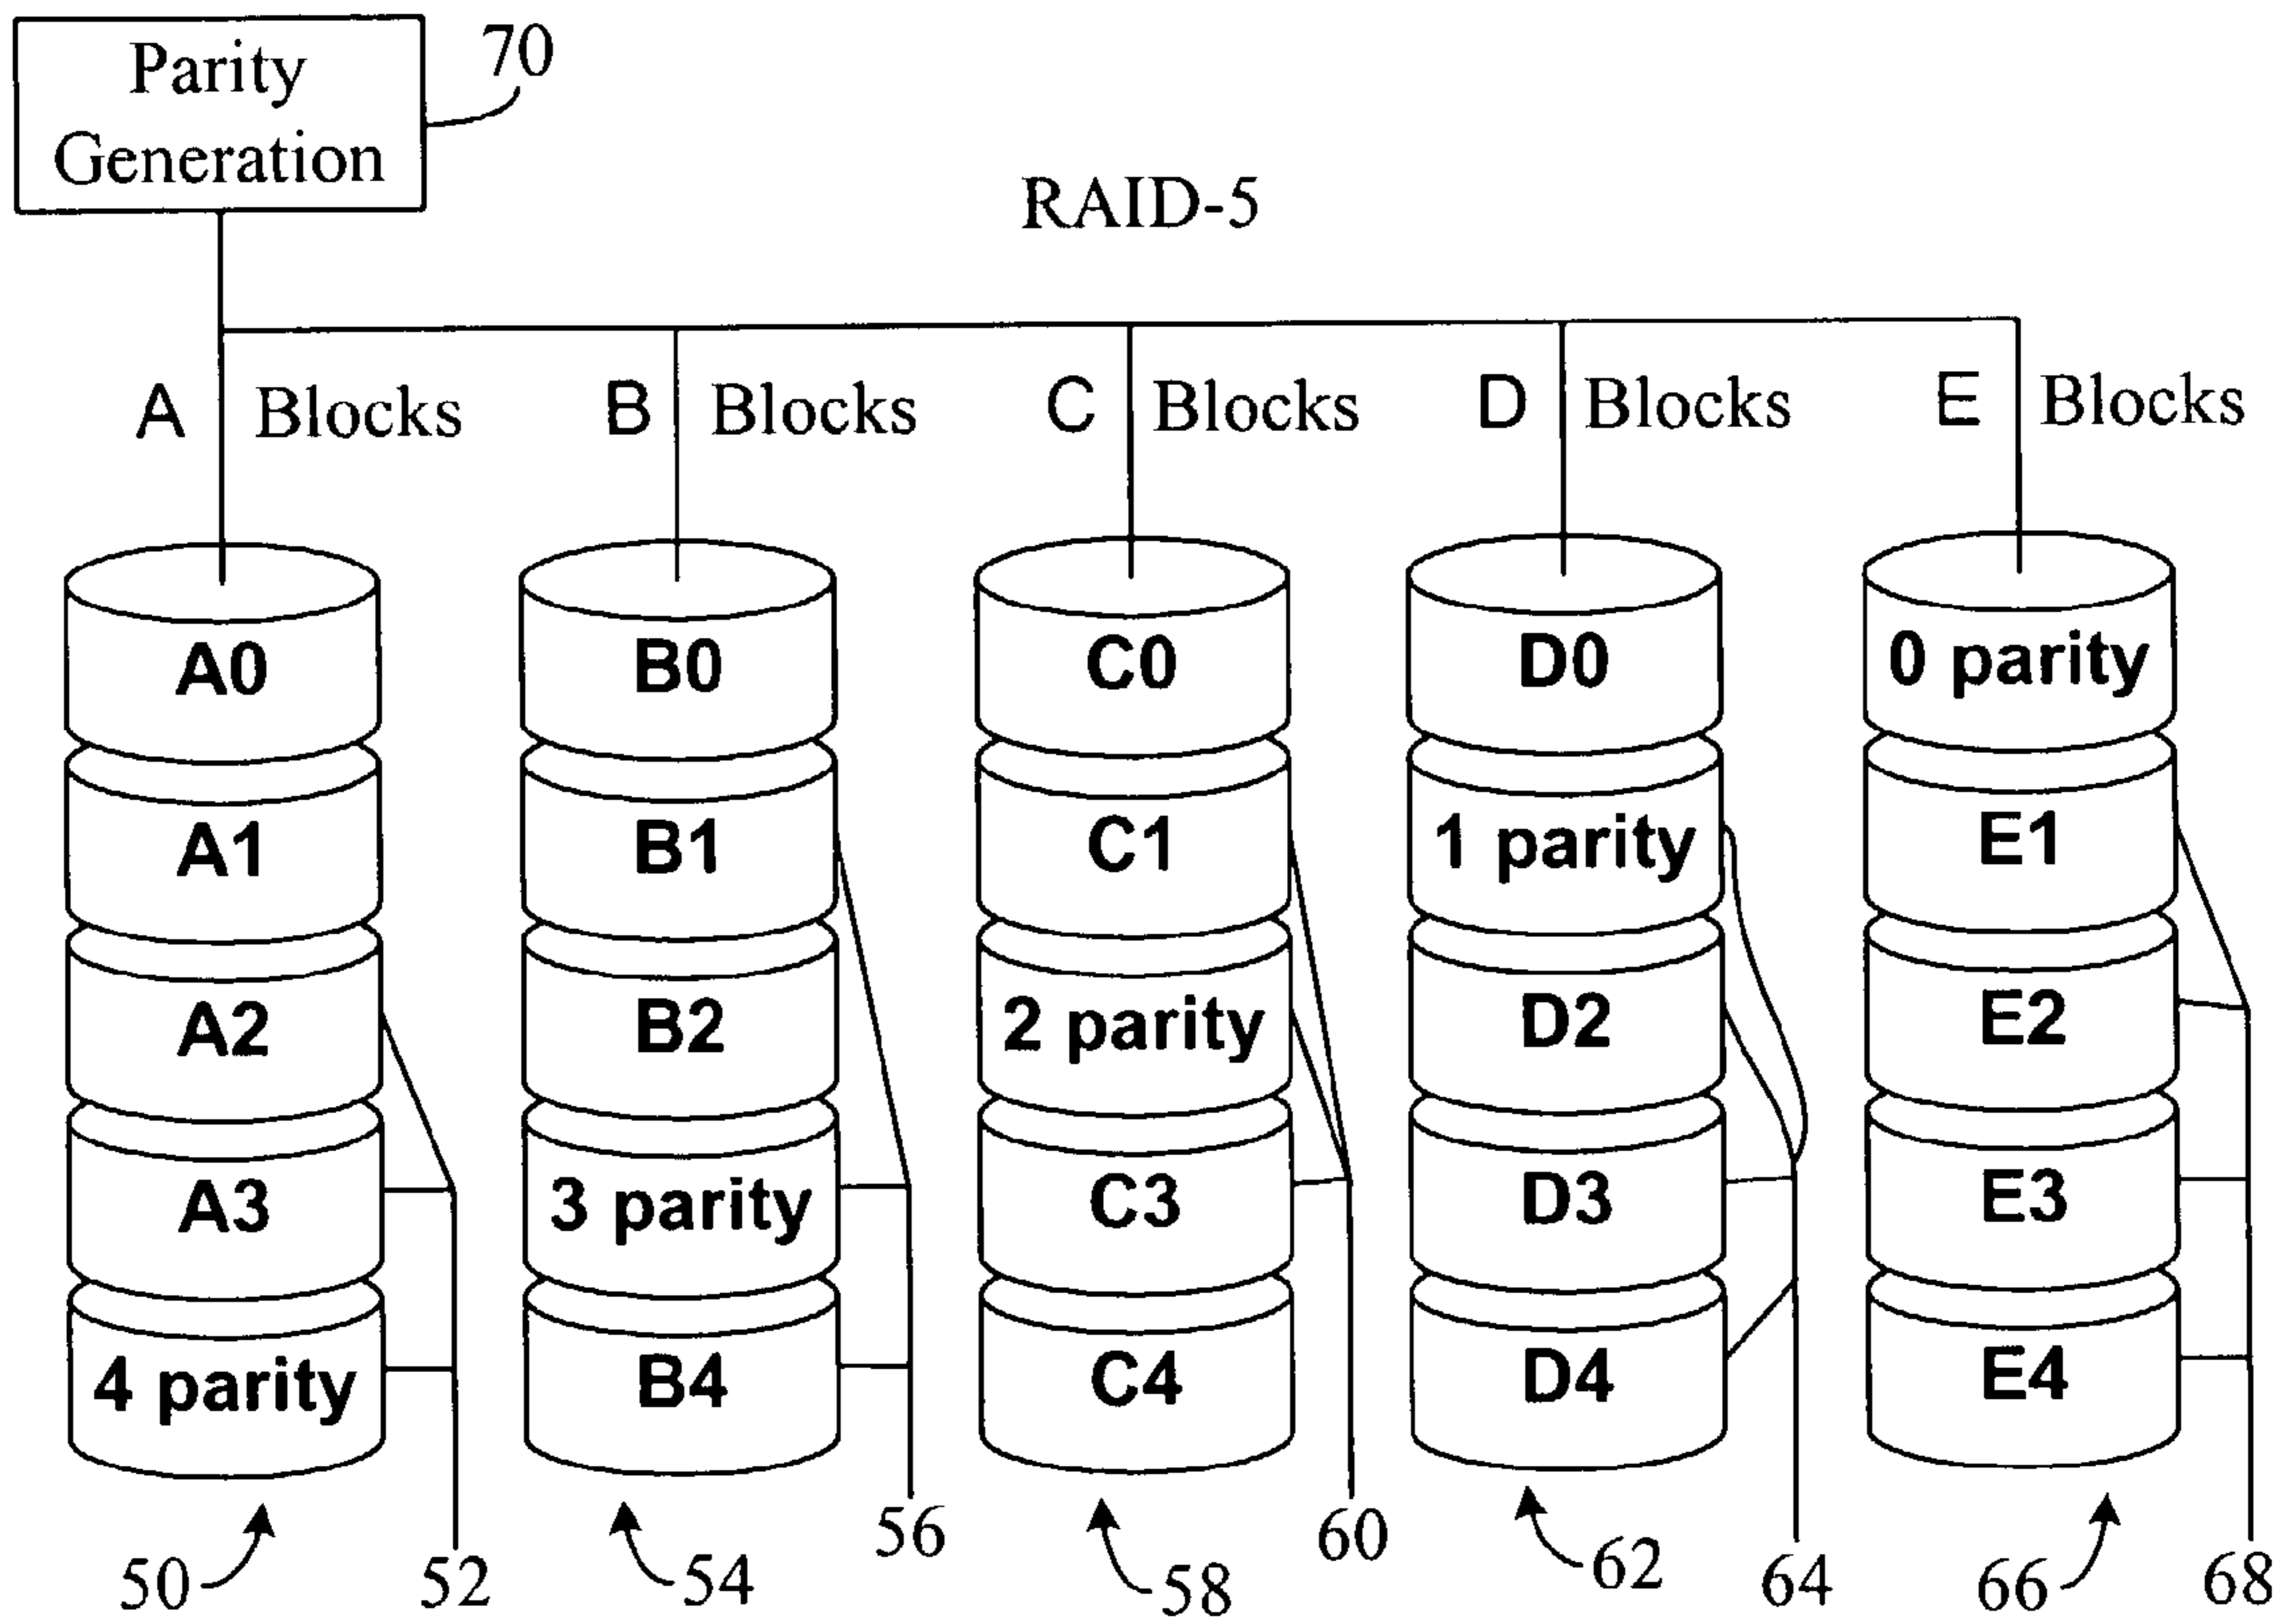 Parity
Generation
70
RAID-5
A Blocks B Blocks C Blocks D Blocks E Blocks
A0 B0 C0 D0 0 parity
A1 B1 C1 1 parity E1
A2 B2 2 parity D2 E2
A3 3 parity C3 D3 E3
4 parity B4 C4 D4 E4
50 52 54 56 58 60 62 64 66 68